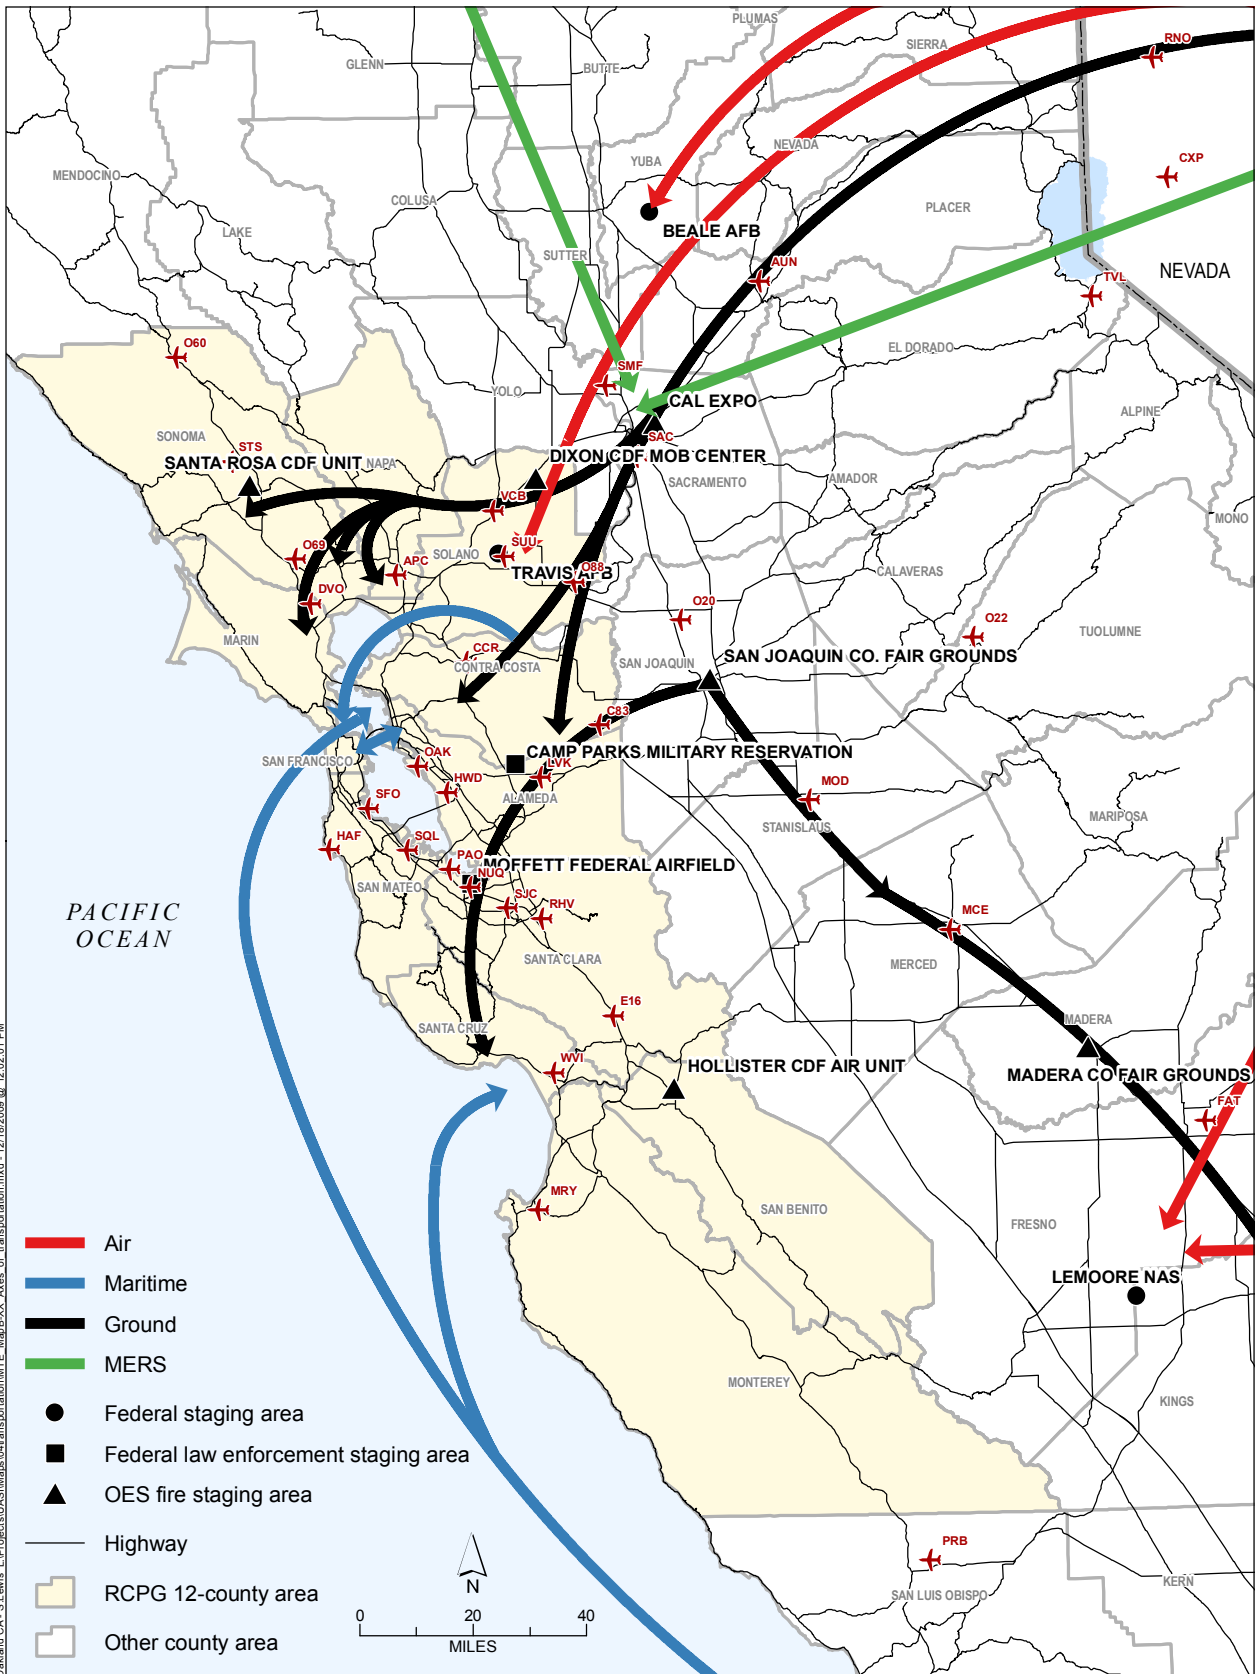 PLUMAS
RNO
SIERRA
GLENN
BUTTE
NEVADA
YUBA
CXP
MENDOCINO
COLUSA
PLACER
LAKE
BEALE AFB
SUTTER
AUN
NEVADA
TVL
O60
EL DORADO
SMF
YOLO
CAL EXPO
ALPINE
SONOMA
STS
SAC
SANTA ROSA CDF UNIT
NAPA
DIXON CDF MOB CENTER
SACRAMENTO
AMADOR
VCB
MONO
O69
SOLANO
SUU
APC
TRAVIS AFB
O88
CALAVERAS
DVO
O20
O22
TUOLUMNE
MARIN
CCR
CONTRA COSTA
SAN JOAQUIN
SAN JOAQUIN CO. FAIR GROUNDS
C83
OAK
CAMP PARKS MILITARY RESERVATION
SAN FRANCISCO
LVK
HWD
MOD
ALAMEDA
SFO
MARIPOSA
STANISLAUS
HAF
SQL
PAO
MOFFETT FEDERAL AIRFIELD
NUQ
SAN MATEO
SJC
RHV
MCE
PACIFIC
OCEAN
SANTA CLARA
MERCED
E16
SANTA CRUZ
MADERA
WVI
HOLLISTER CDF AIR UNIT
MADERA CO FAIR GROUNDS
FAT
MRY
SAN BENITO
FRESNO
LEMOORE NAS
MONTEREY
KINGS
PRB
KERN
SAN LUIS OBISPO
Air
Maritime
Ground
MERS
Federal staging area
Federal law enforcement staging area
OES fire staging area
Highway
RCPG 12-county area
Other county area
N
0 20 40
MILES